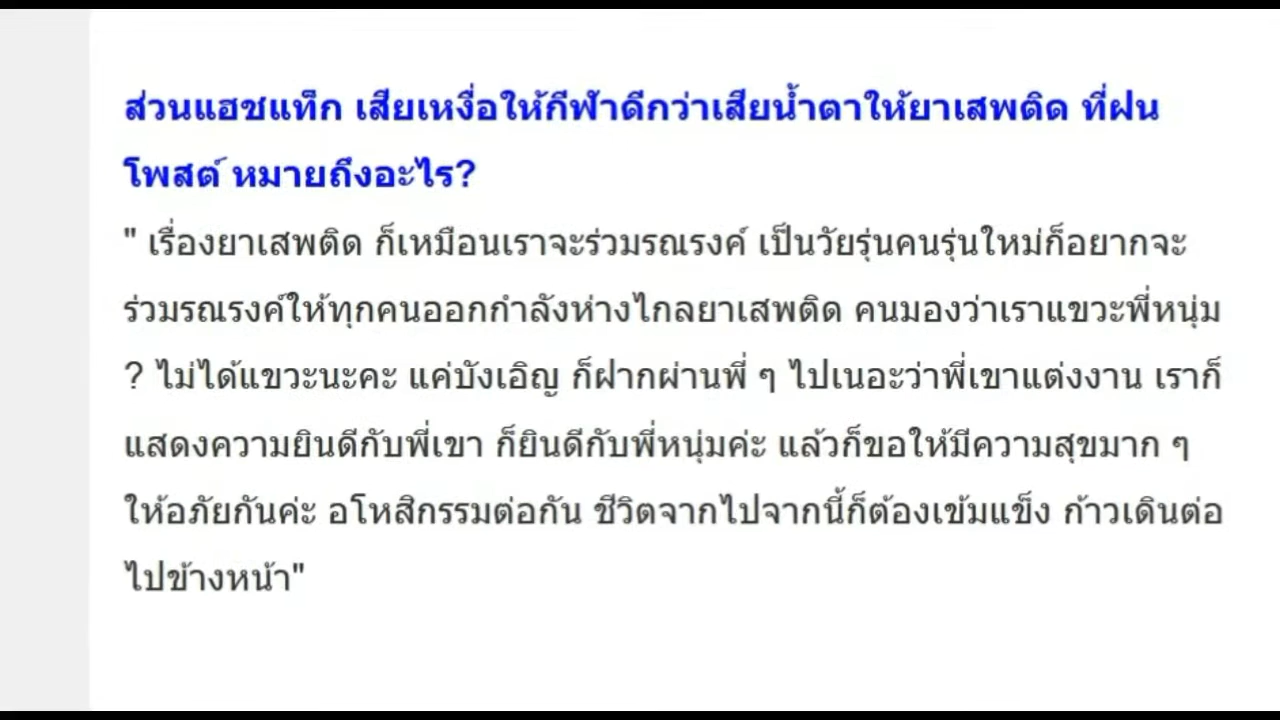 ส่วนแฮชแท็ก เสียเหงื่อให้กีฬาดีกว่าเสียน้ำตาให้ยาเสพติด ที่ฝน
โพสต์ หมายถึงอะไร?
" เรื่องยาเสพติด ก็เหมือนเราจะร่วมรณรงค์ เป็นวัยรุ่นคนรุ่นใหม่ก็อยากจะ
ร่วมรณรงค์ให้ทุกคนออกกำลังห่างไกลยาเสพติด คนมองว่าเราแขวะพี่หนุ่ม
? ไม่ได้แขวะนะคะ แค่บังเอิญ ก็ฝากผ่านพี่ ๆ ไปเนอะว่าพี่เขาแต่งงาน เราก็
แสดงความยินดีกับพี่เขา ก็ยินดีกับพี่หนุ่มค่ะ แล้วก็ขอให้มีความสุขมาก ๆ
ให้อภัยกันค่ะ อโหสิกรรมต่อกัน ชีวิตจากไปจากนี้ก็ต้องเข้มแข็ง ก้าวเดินต่อ
ไปข้างหน้า"